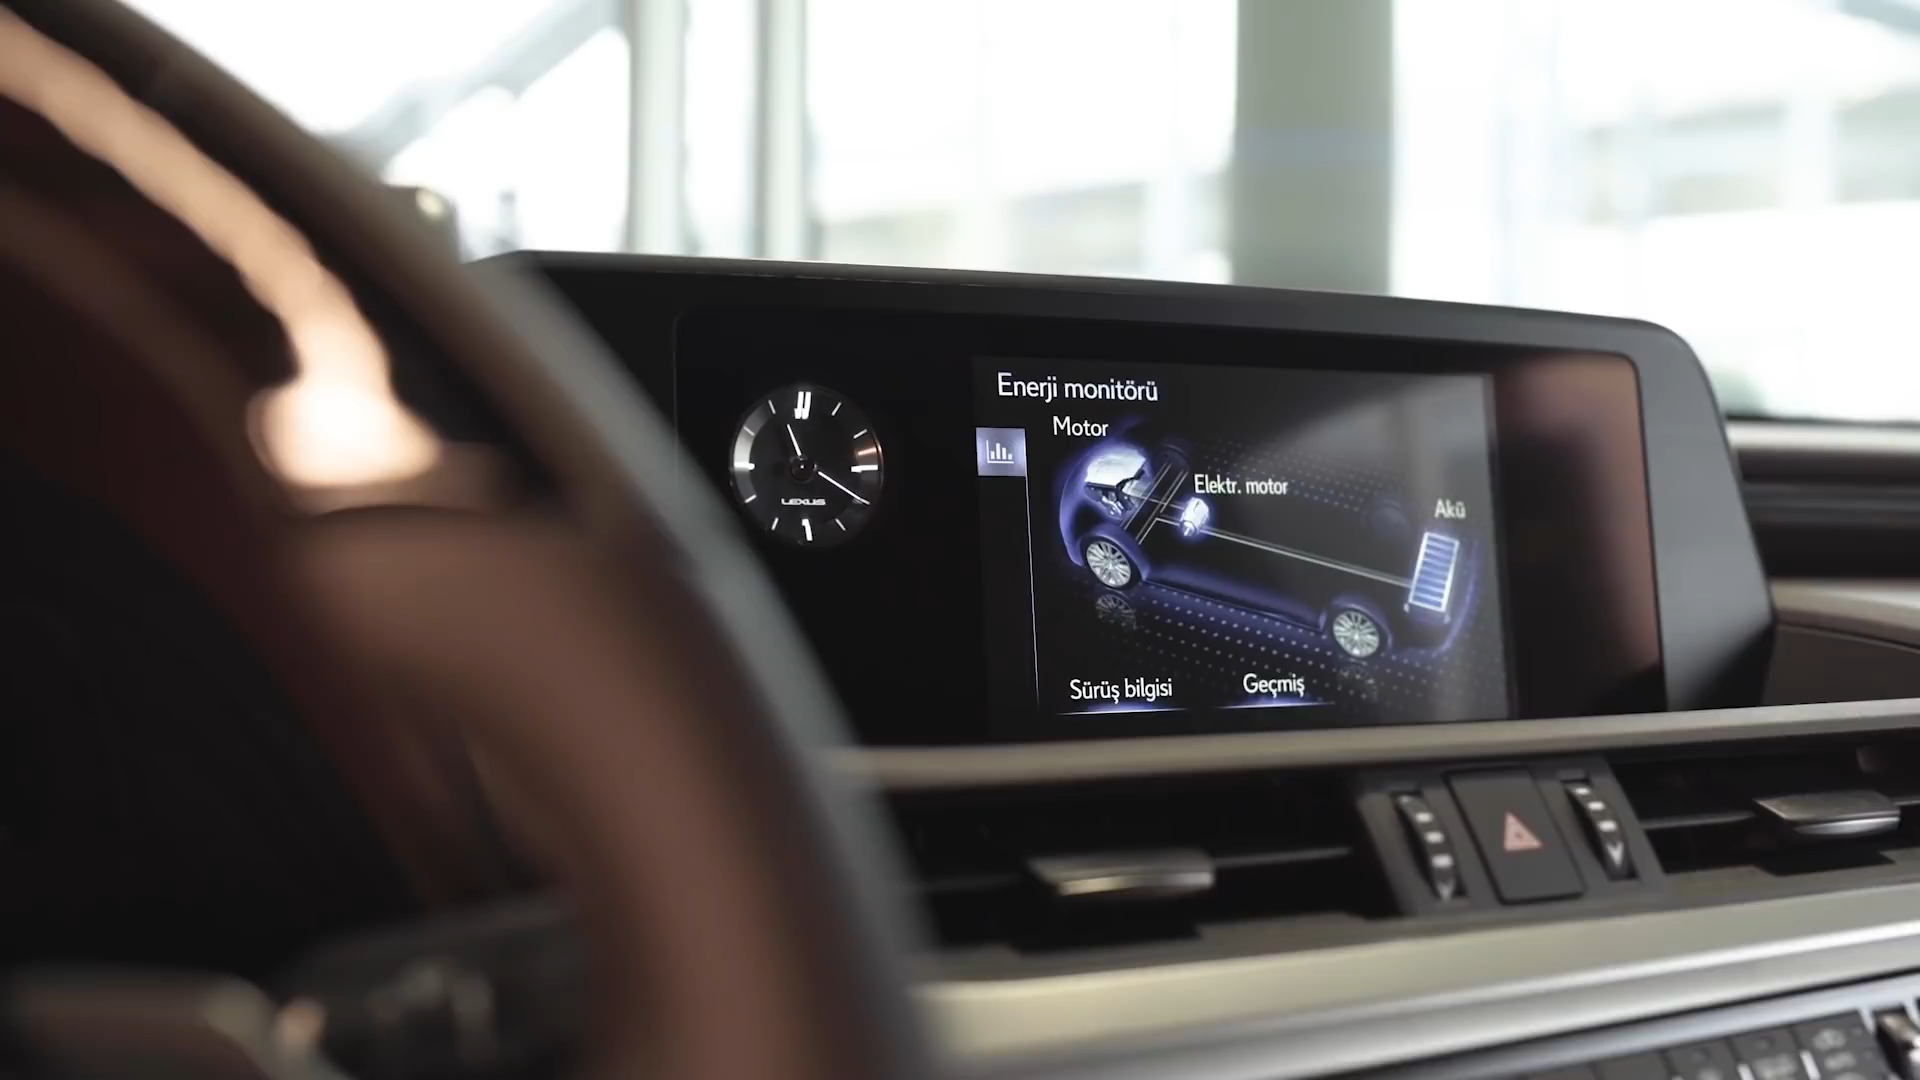 LEXUS
Enerji monitörü
Motor
Elektr. motor
Akü
Sürüş bilgisi
Geçmiş